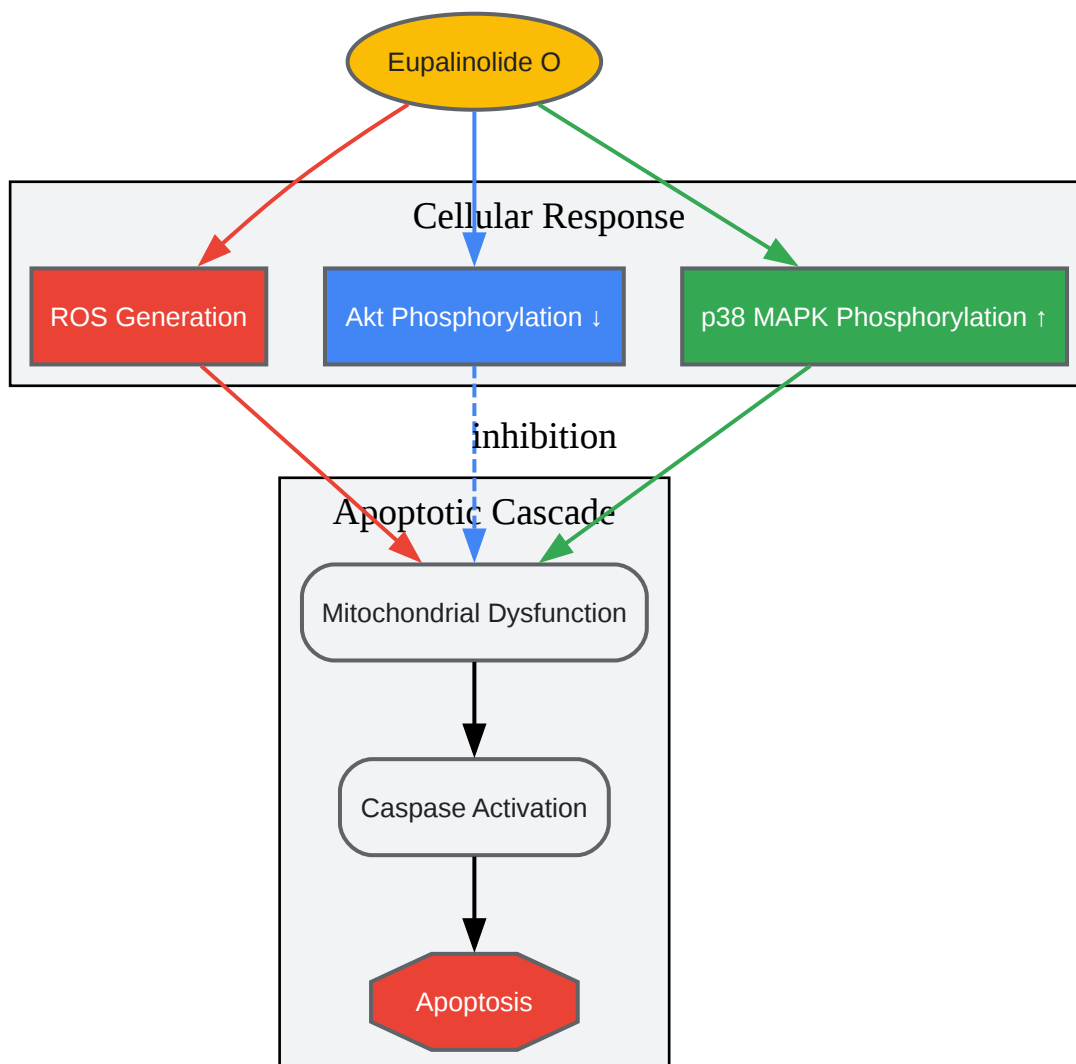 Eupalinolide O
Cellular Response
ROS Generation
Akt Phosphorylation ↓
p38 MAPK Phosphorylation ↑
inhibition
Apoptotic Cascade
Mitochondrial Dysfunction
Caspase Activation
Apoptosis